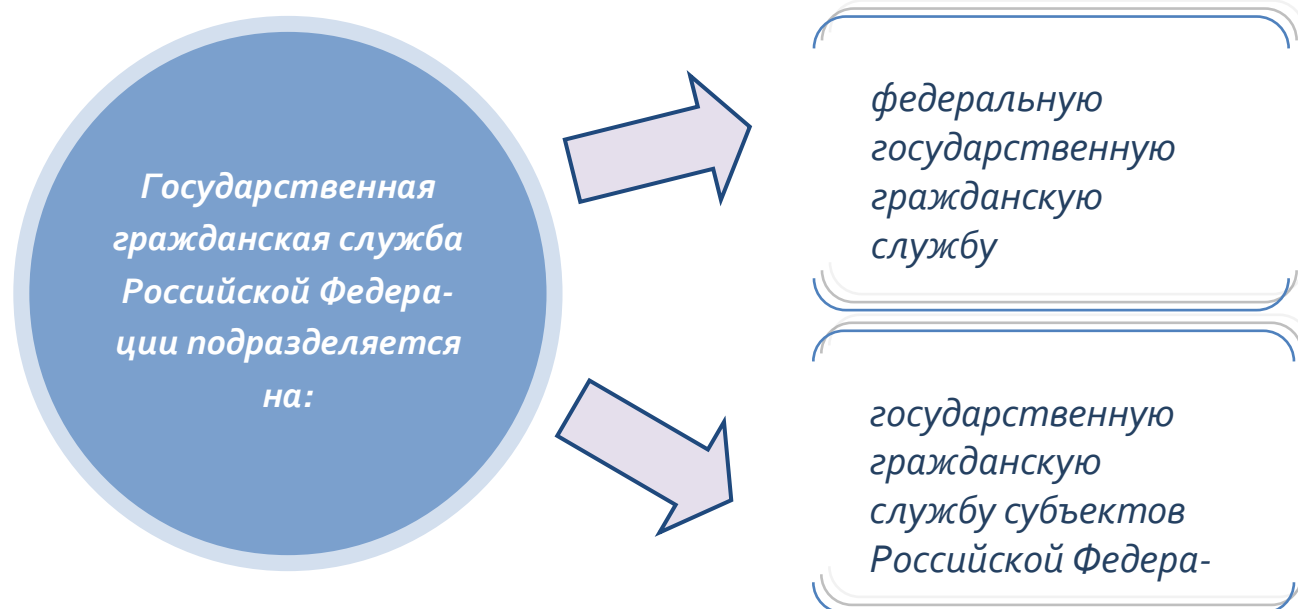 Государственная
гражданская служба
Российской Федера-
ции подразделяется
на:
федеральную
государственную
гражданскую
службу
государственную
гражданскую
службу субъектов
Российской Федера-